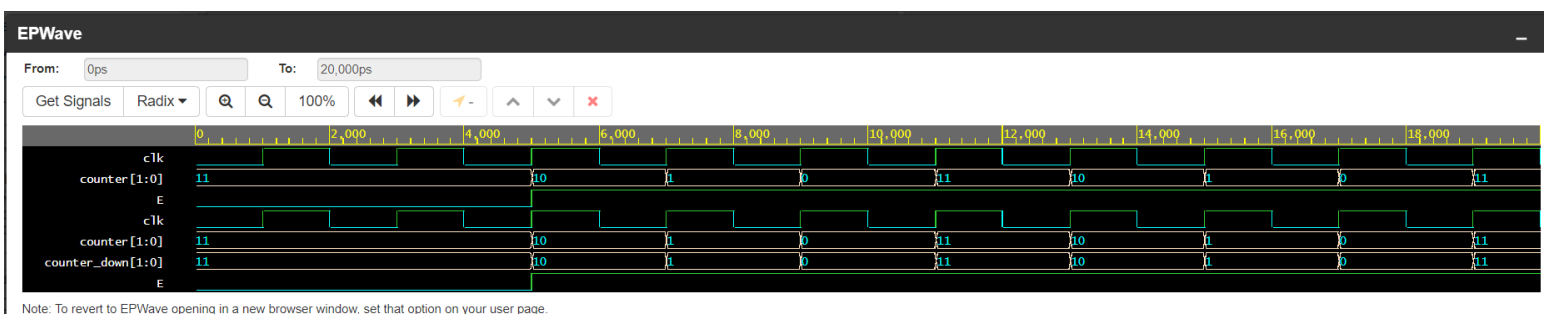 EPWave
From: 0ps To: 20,000ps
Get Signals Radix 100% -
0 2,000 4,000 6,000 8,000 10,000 12,000 14,000 16,000 18,000
clk
counter[1:0] 11 10 1 0 11 10 1 0 11
E
clk
counter[1:0] 11 10 1 0 11 10 1 0 11
counter_down[1:0] 11 10 1 0 11 10 1 0 11
E
Note: To revert to EPWave opening in a new browser window, set that option on your user page.